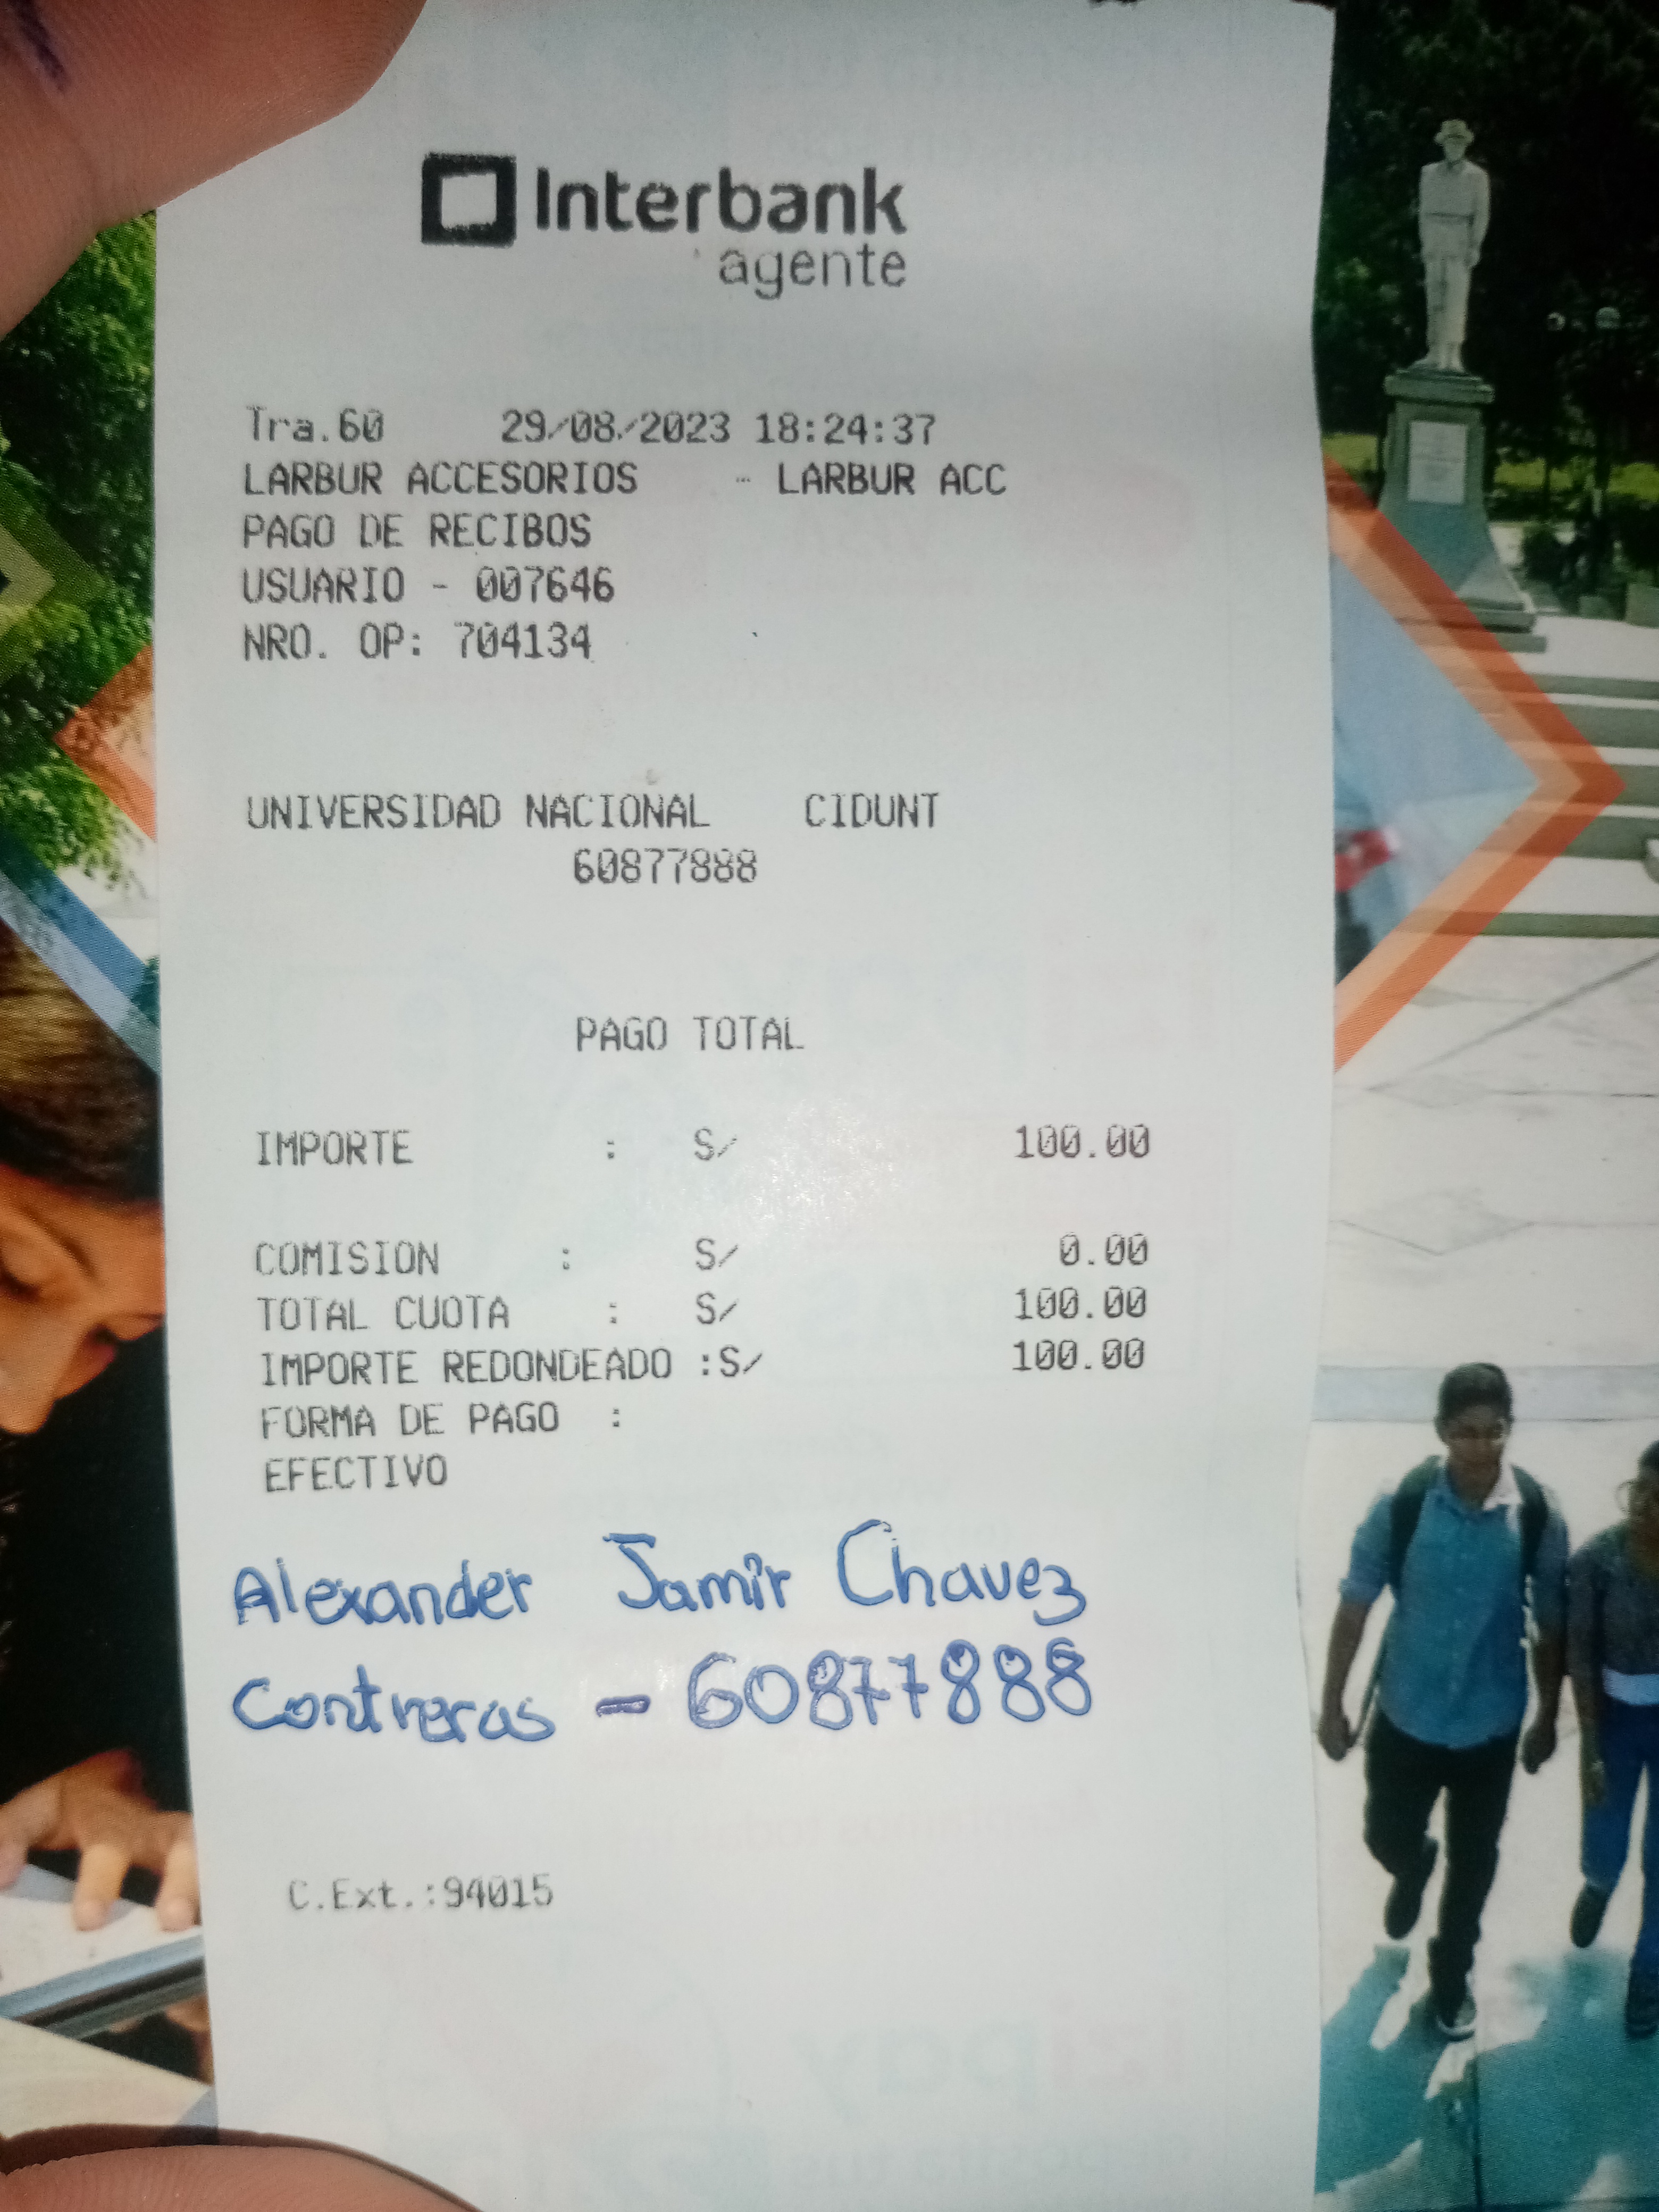 Interbank
agente
Tra.60 29/08/2023 18:24:37
LARBUR ACCESORIOS - LARBUR ACC
PAGO DE RECIBOS
USUARIO - 007646
NRO. OP: 704134
UNIVERSIDAD NACIONAL CIDUNT
60877888
PAGO TOTAL
IMPORTE : S/ 100.00
COMISION : S/ 0.00
TOTAL CUOTA : S/ 100.00
IMPORTE REDONDEADO :S/ 100.00
FORMA DE PAGO :
EFECTIVO
Alexander Jamir Chavez
Contreras - 60877888
C.Ext.:94015